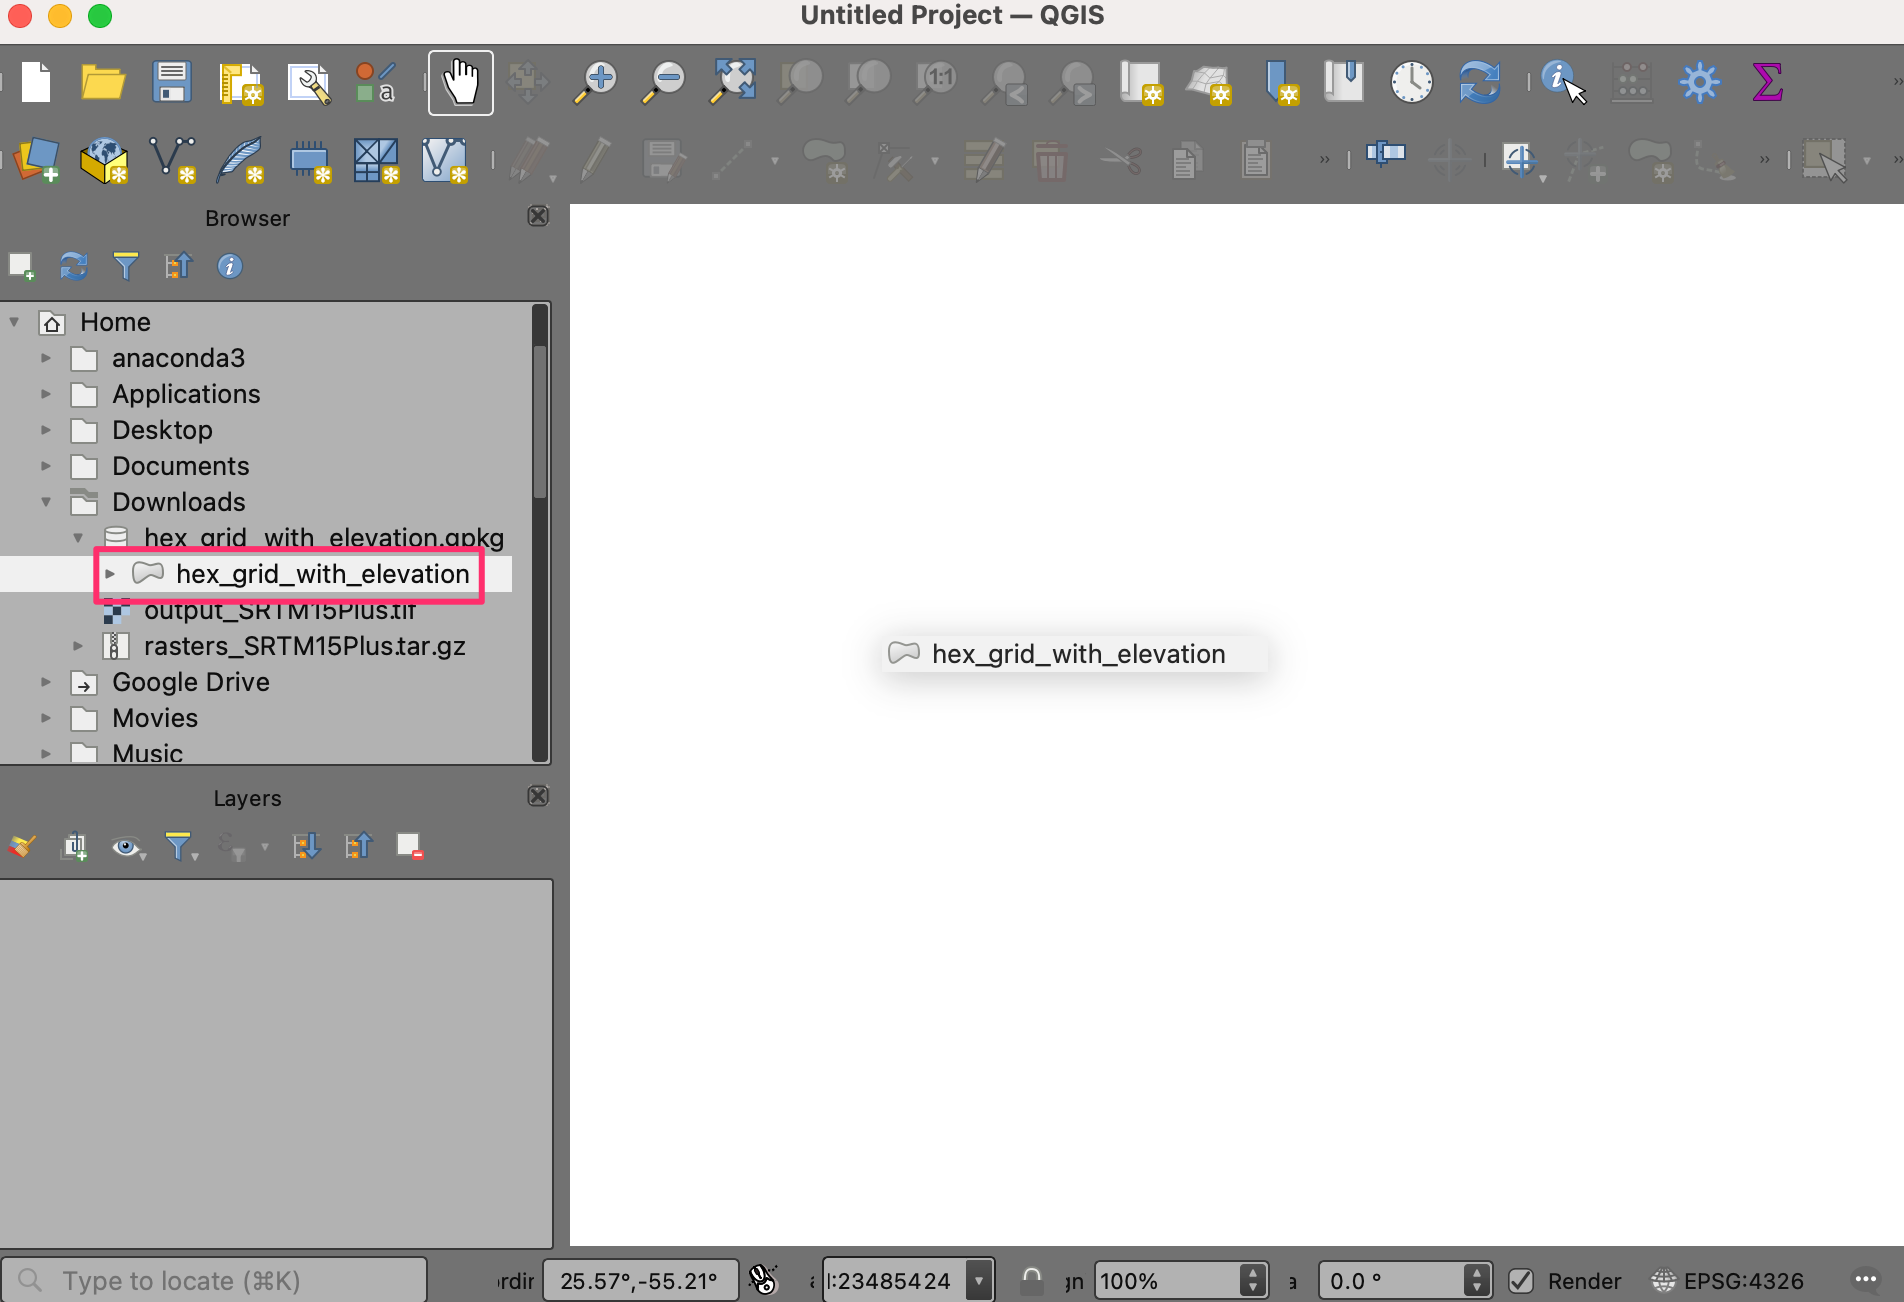 Untitled Project — QGIS
a
1:1
Browser
Home
anaconda3
Applications
Desktop
Documents
Downloads
hex_grid_with_elevation.gpkg
hex_grid_with_elevation
output_SRTM15Plus.tif
rasters_SRTM15Plus.tar.gz
Google Drive
Movies
Music
hex_grid_with_elevation
Layers
Type to locate (⌘K)
25.57°,-55.21°
:23485424
100%
0.0 °
Render
EPSG:4326